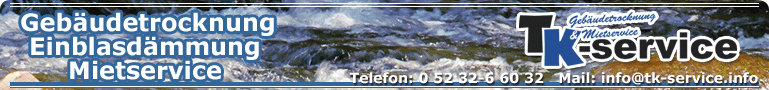 Gebäudetrocknung
Einblasdämmung
Mietservice
Gebäudetrocknung
& Mietservice
TK-service
Telefon: 0 52 32-6 60 32 Mail: info@tk-service.info